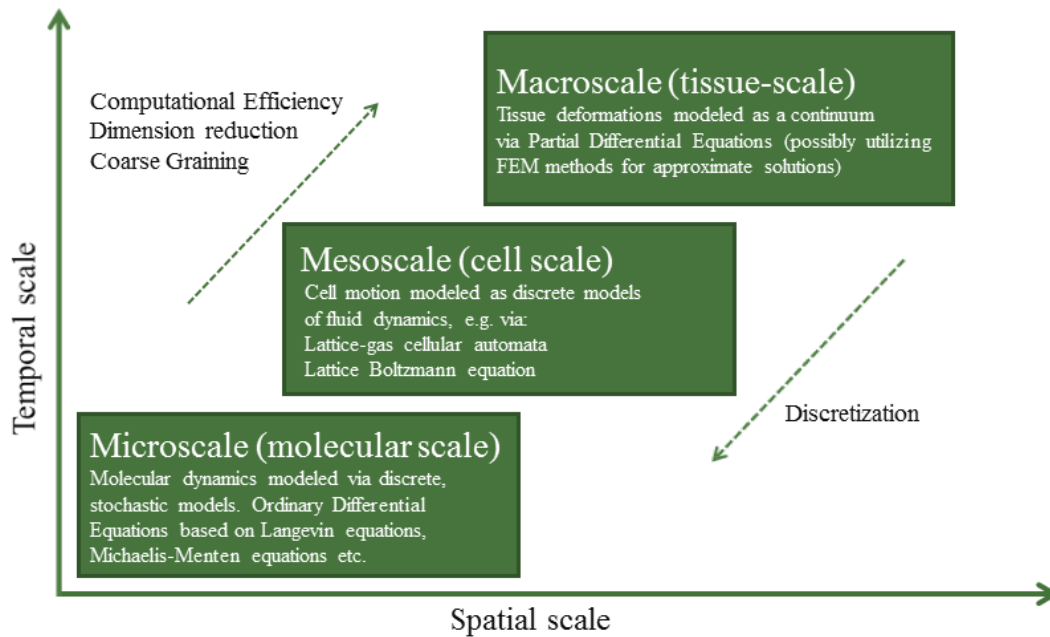 Computational Efficiency
Dimension reduction
Coarse Graining
Macroscale (tissue-scale)
Tissue deformations modeled as a continuum
via Partial Differential Equations (possibly utilizing
FEM methods for approximate solutions)
Temporal scale
Mesoscale (cell scale)
Cell motion modeled as discrete models
of fluid dynamics, e.g. via:
Lattice-gas cellular automata
Lattice Boltzmann equation
Discretization
Microscale (molecular scale)
Molecular dynamics modeled via discrete,
stochastic models. Ordinary Differential
Equations based on Langevin equations,
Michaelis-Menten equations etc.
Spatial scale